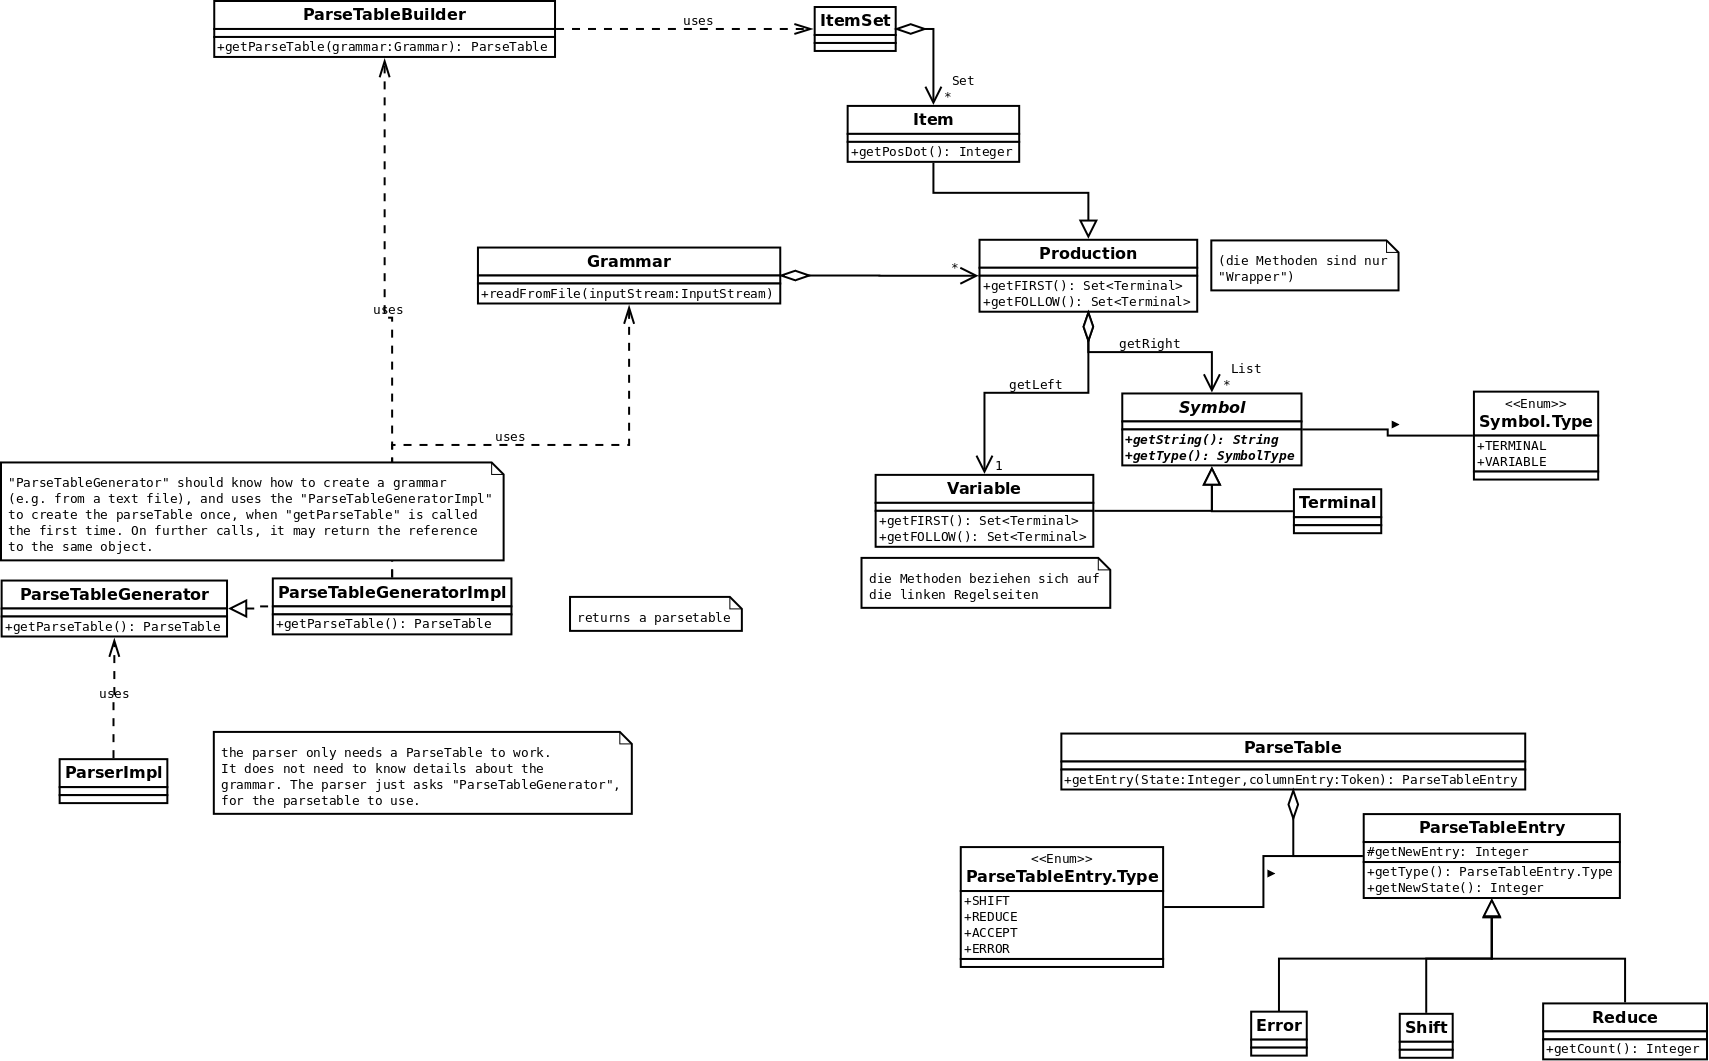 ParseTableBuilder
+getParseTable(grammar:Grammar): ParseTable
uses
ItemSet
Set
*
Item
+getPosDot(): Integer
Grammar
+readFromFile(inputStream:InputStream)
*
Production
+getFIRST(): Set<Terminal>
+getFOLLOW(): Set<Terminal>
(die Methoden sind nur
"Wrapper")
uses
getRight
List
*
getLeft
1
Symbol
+getString(): String
+getType(): SymbolType
<<Enum>>
Symbol.Type
+TERMINAL
+VARIABLE
uses
"ParseTableGenerator" should know how to create a grammar
(e.g. from a text file), and uses the "ParseTableGeneratorImpl"
to create the parseTable once, when "getParseTable" is called
the first time. On further calls, it may return the reference
to the same object.
Variable
+getFIRST(): Set<Terminal>
+getFOLLOW(): Set<Terminal>
Terminal
die Methoden beziehen sich auf
die linken Regelseiten
ParseTableGenerator
+getParseTable(): ParseTable
ParseTableGeneratorImpl
+getParseTable(): ParseTable
returns a parsetable
uses
ParserImpl
the parser only needs a ParseTable to work.
It does not need to know details about the
grammar. The parser just asks "ParseTableGenerator",
for the parsetable to use.
ParseTable
+getEntry(State:Integer,columnEntry:Token): ParseTableEntry
ParseTableEntry
#getNewEntry: Integer
+getType(): ParseTableEntry.Type
+getNewState(): Integer
<<Enum>>
ParseTableEntry.Type
+SHIFT
+REDUCE
+ACCEPT
+ERROR
Error
Shift
Reduce
+getCount(): Integer